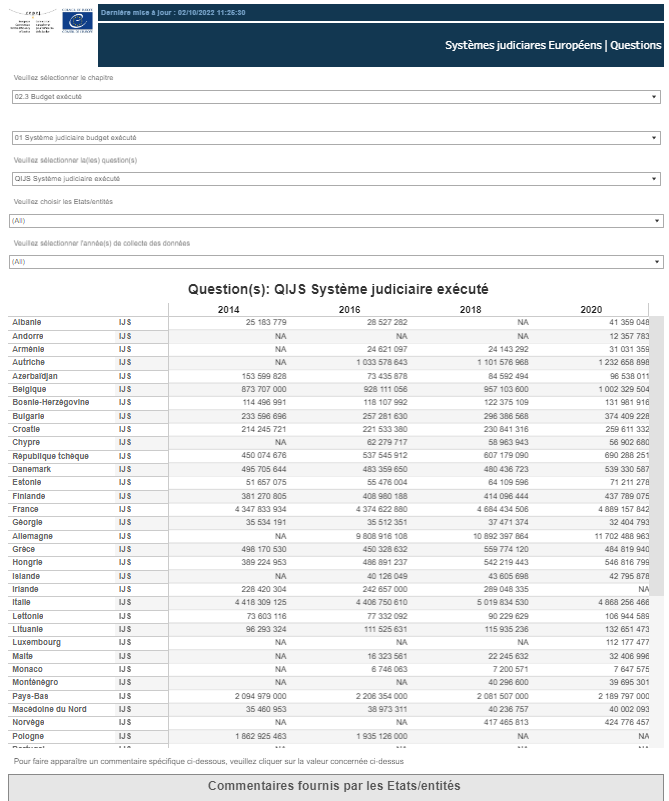 cepej
COUNCIL OF EUROPE
CONSEIL DE L'EUROPE
Dernière mise à jour : 02/10/2022 11:25:30
Systèmes judiciares Européens | Questions
Veuillez sélectionner le chapitre
02.3 Budget exécuté
01 Système judiciaire budget exécuté
Veuillez sélectionner la(les) question(s)
QIJS Système judiciaire exécuté
Veuillez choisir les Etats/entités
(All)
Veuillez sélectionner l'année(s) de collecte des données
(All)
Question(s): QIJS Système judiciaire exécuté
2014 2016 2018 2020
Albanie IJS 25 183 779 28 527 282 NA 41 359 048
Andorre IJS NA NA NA 12 357 783
Arménie IJS NA 24 621 097 24 143 292 31 031 359
Autriche IJS NA 1 033 578 643 1 101 576 968 1 232 658 898
Azerbaïdjan IJS 153 599 828 73 435 878 84 592 494 96 538 011
Belgique IJS 873 707 000 928 111 056 957 103 600 1 002 329 504
Bosnie-Herzégovine IJS 114 496 991 118 107 992 122 375 109 131 981 916
Bulgarie IJS 233 596 696 257 281 630 296 386 568 374 409 228
Croatie IJS 214 245 721 221 533 380 230 841 316 259 611 332
Chypre IJS NA 62 279 717 58 963 943 56 902 680
République tchèque IJS 450 074 676 537 545 912 607 179 090 690 288 251
Danemark IJS 495 705 644 483 359 650 480 436 723 539 330 587
Estonie IJS 51 657 075 55 476 004 64 109 596 71 211 278
Finlande IJS 381 270 805 408 980 188 414 096 444 437 789 075
France IJS 4 347 833 934 4 374 622 880 4 684 434 506 4 889 157 842
Géorgie IJS 35 534 191 35 512 351 37 471 374 32 404 793
Allemagne IJS NA 9 808 916 108 10 892 397 864 11 702 488 963
Grèce IJS 498 170 530 450 328 632 559 774 120 484 819 940
Hongrie IJS 389 224 953 486 891 237 542 219 443 546 816 799
Islande IJS NA 40 126 049 43 605 698 42 795 878
Irlande IJS 228 420 304 242 657 000 289 048 335 NA
Italie IJS 4 418 309 125 4 406 750 610 5 019 834 530 4 868 256 466
Lettonie IJS 73 603 116 77 332 092 90 229 629 106 944 589
Lituanie IJS 96 293 324 111 525 631 115 935 236 132 651 473
Luxembourg IJS NA NA NA 112 177 477
Malte IJS NA 16 323 561 22 245 632 32 406 996
Monaco IJS NA 6 746 063 7 200 571 7 647 575
Monténégro IJS NA NA 40 296 600 39 695 301
Pays-Bas IJS 2 094 979 000 2 206 354 000 2 081 507 000 2 189 797 000
Macédoine du Nord IJS 35 460 953 38 973 311 40 236 757 40 002 093
Norvège IJS NA NA 417 465 813 424 776 457
Pologne IJS 1 862 925 463 1 935 126 000 NA NA
Pour faire apparaître un commentaire spécifique ci-dessous, veuillez cliquer sur la valeur concernée ci-dessus
Commentaires fournis par les Etats/entités